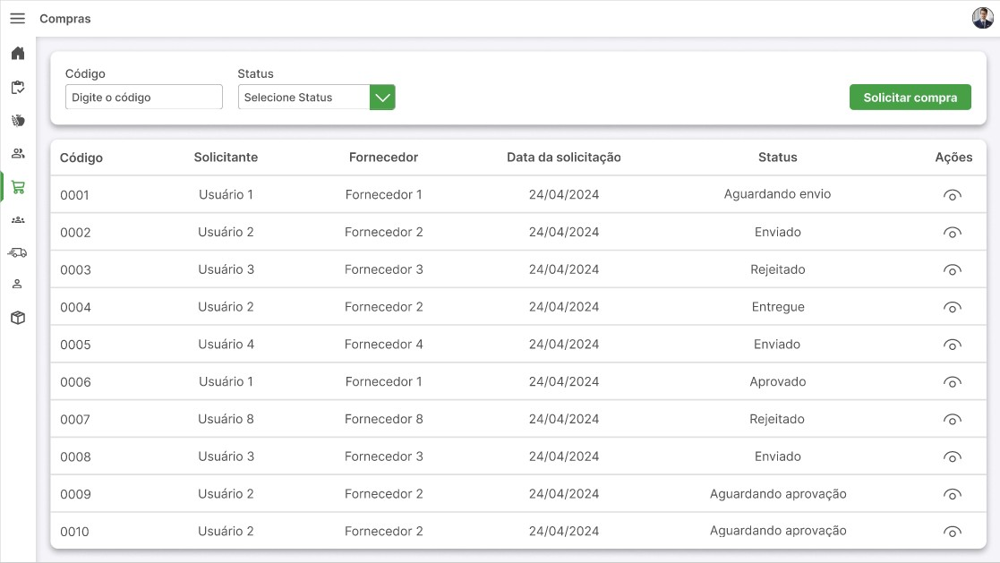 Compras
Código Status
Digite o código Selecione Status Solicitar compra
Código Solicitante Fornecedor Data da solicitação Status Ações
0001 Usuário 1 Fornecedor 1 24/04/2024 Aguardando envio
0002 Usuário 2 Fornecedor 2 24/04/2024 Enviado
0003 Usuário 3 Fornecedor 3 24/04/2024 Rejeitado
0004 Usuário 2 Fornecedor 2 24/04/2024 Entregue
0005 Usuário 4 Fornecedor 4 24/04/2024 Enviado
0006 Usuário 1 Fornecedor 1 24/04/2024 Aprovado
0007 Usuário 8 Fornecedor 8 24/04/2024 Rejeitado
0008 Usuário 3 Fornecedor 3 24/04/2024 Enviado
0009 Usuário 2 Fornecedor 2 24/04/2024 Aguardando aprovação
0010 Usuário 2 Fornecedor 2 24/04/2024 Aguardando aprovação